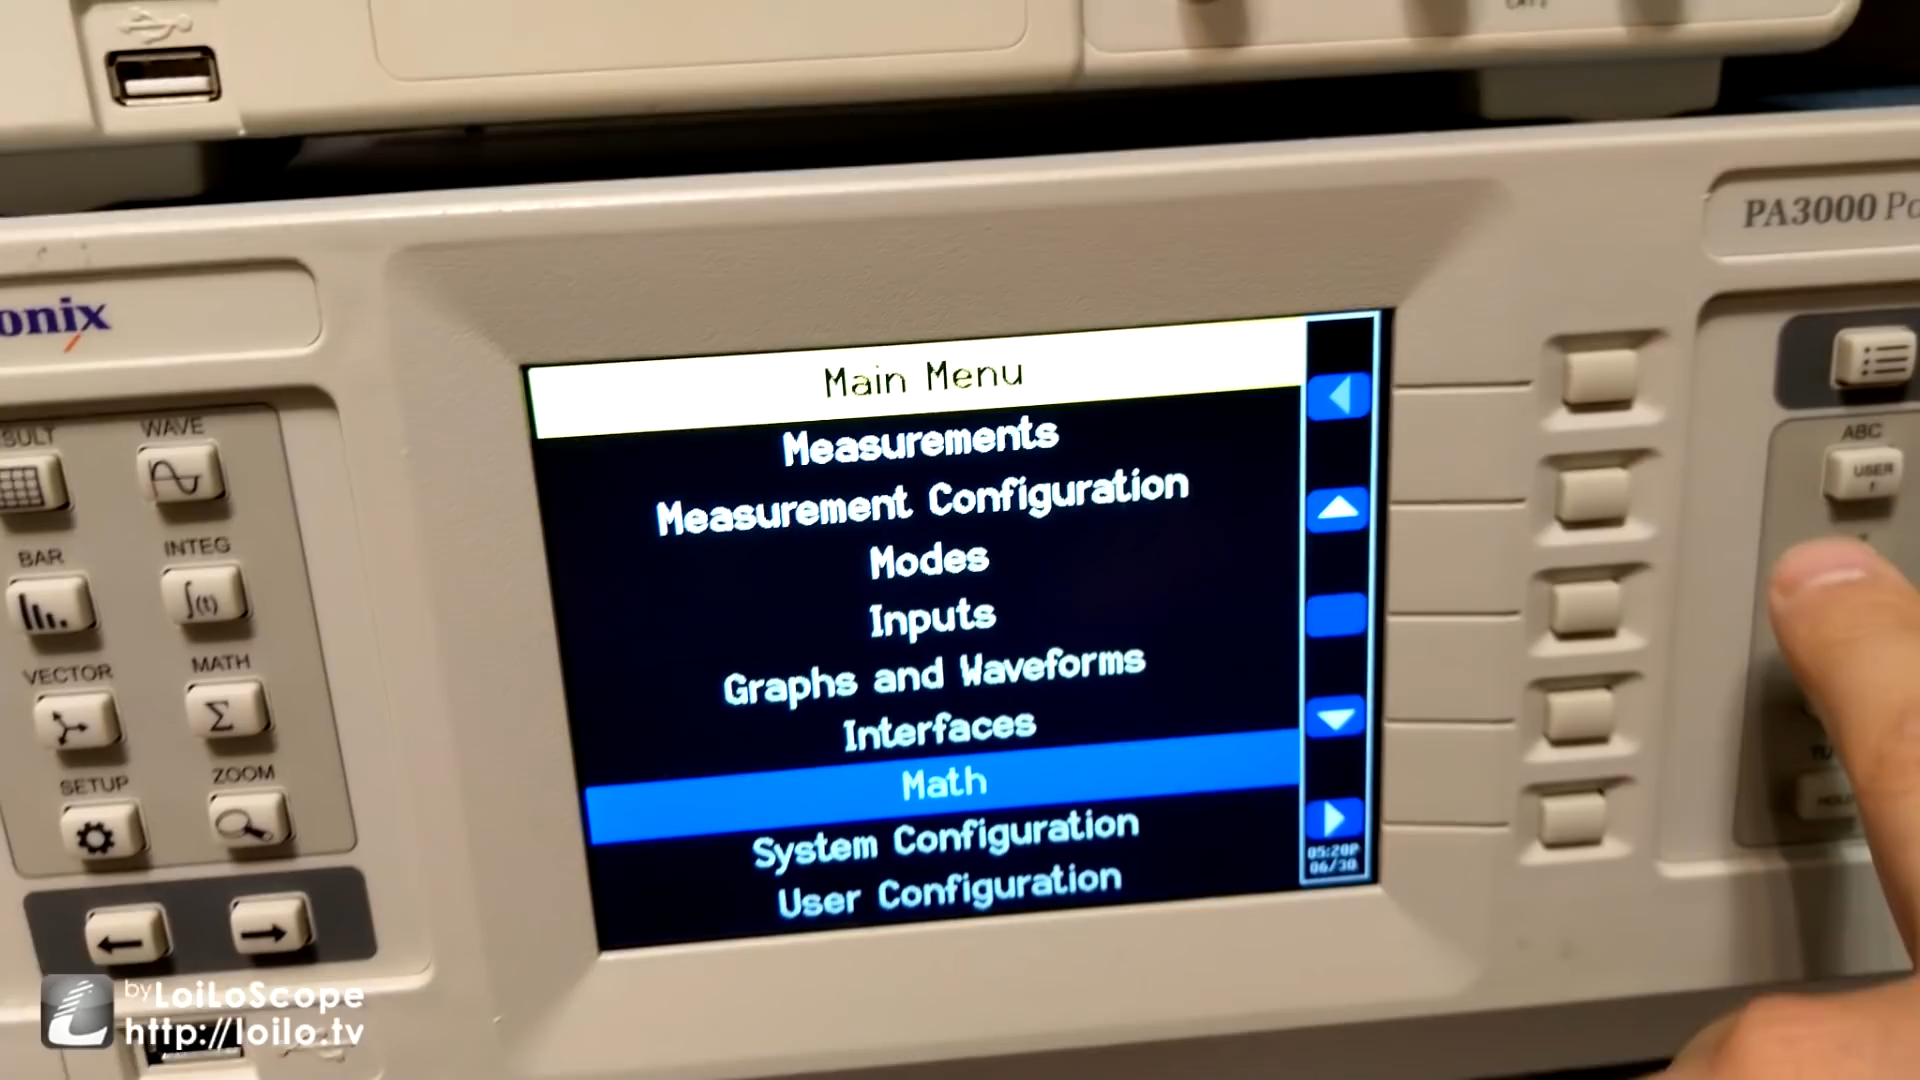 PA3000
onix
Main Menu
Measurements
Measurement Configuration
Modes
Inputs
Graphs and Waveforms
Interfaces
Math
System Configuration
User Configuration
05:20P
06/30
SULT
WAVE
BAR
INTEG
∫(t)
VECTOR
MATH
Σ
SETUP
ZOOM
ABC
USER
by LoiLoScope
http://loilo.tv